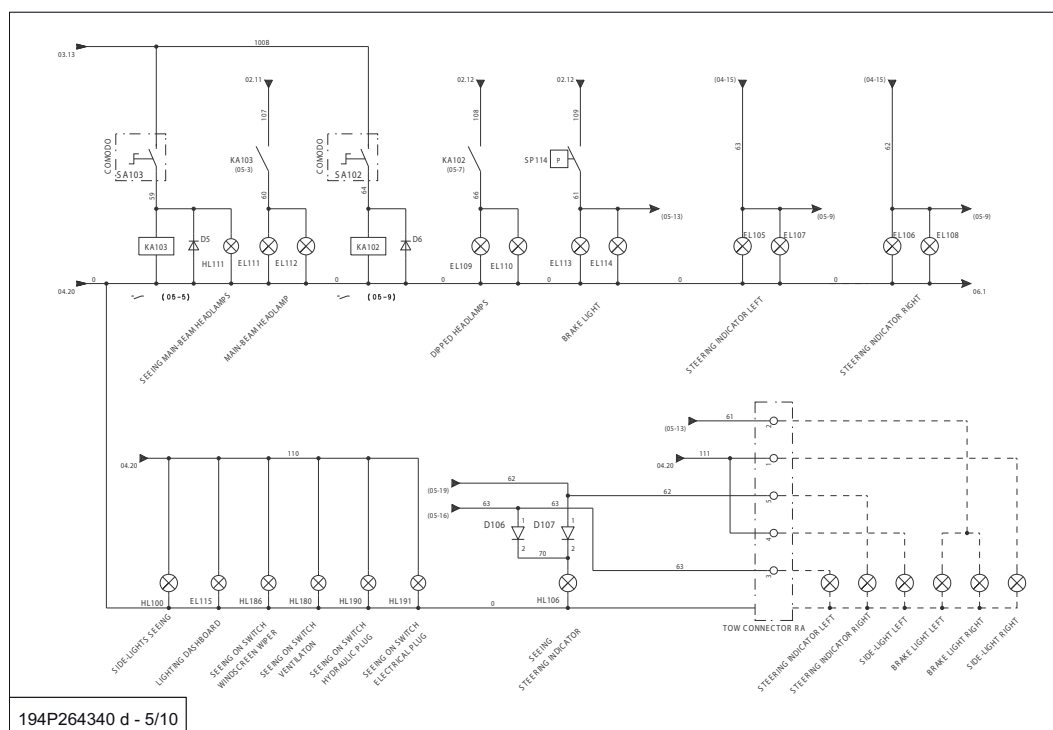 100B
03.13
02.11
02.12
02.12
(04-15)
(04-15)
107
108
109
63
62
COMODO
SA103
KA103
(05-3)
COMODO
SA102
KA102
(05-7)
SP114
P
59
60
64
66
61
(05-13)
(05-9)
(05-9)
KA103
D5
HL111
EL111
EL112
KA102
D6
EL109
EL110
EL113
EL114
EL105
EL107
EL106
EL108
04.20
0
0
0
0
0
0
0
06.1
(05-5)
(05-9)
SEEING MAIN-BEAM HEADLAMPS
MAIN-BEAM HEADLAMP
DIPPED HEADLAMPS
BRAKE LIGHT
STEERING INDICATOR LEFT
STEERING INDICATOR RIGHT
(05-13)
61
2
04.20
110
04.20
111
1
(05-19)
62
62
5
(05-16)
63
63
D106
1
2
D107
1
2
4
70
63
3
HL100
EL115
HL186
HL180
HL190
HL191
0
HL106
TOW CONNECTOR RA
SIDE-LIGHTS SEEING
LIGHTING DASHBOARD
SEEING ON SWITCH
WINDSCREEN WIPER
SEEING ON SWITCH
VENTILATON
SEEING ON SWITCH
HYDRAULIC PLUG
SEEING ON SWITCH
ELECTRICAL PLUG
SEEING
STEERING INDICATOR
STEERING INDICATOR LEFT
STEERING INDICATOR RIGHT
SIDE-LIGHT LEFT
BRAKE LIGHT LEFT
BRAKE LIGHT RIGHT
SIDE-LIGHT RIGHT
194P264340 d - 5/10